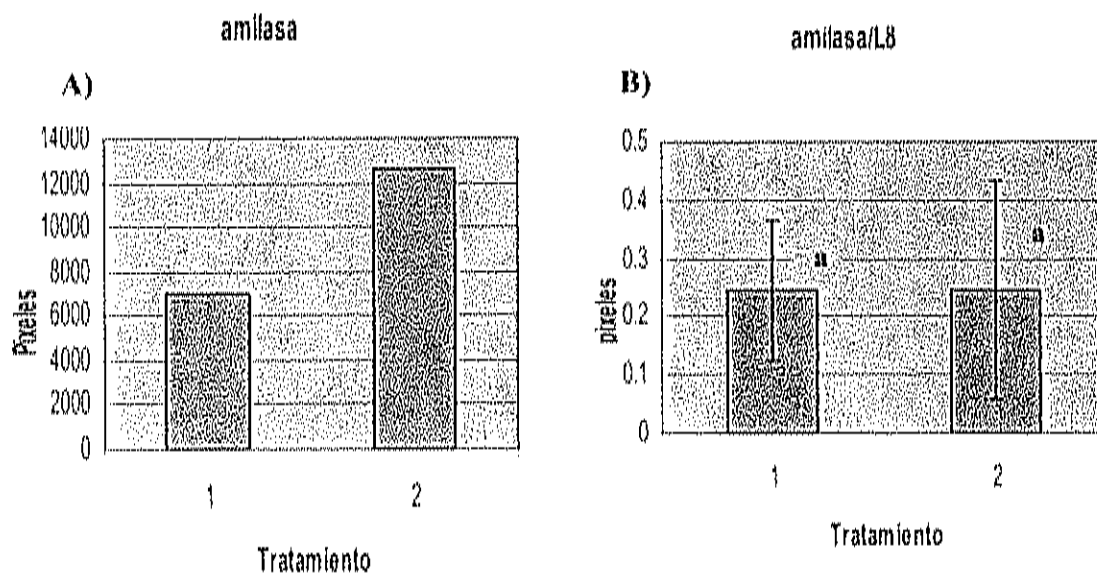 amilasa
A)
14000
12000
10000
8000
6000
4000
2000
0
Pixeles
1 2
Tratamiento
amilasa/L8
B)
0.5
0.4
0.3
0.2
0.1
0
pixeles
a
a
1 2
Tratamiento